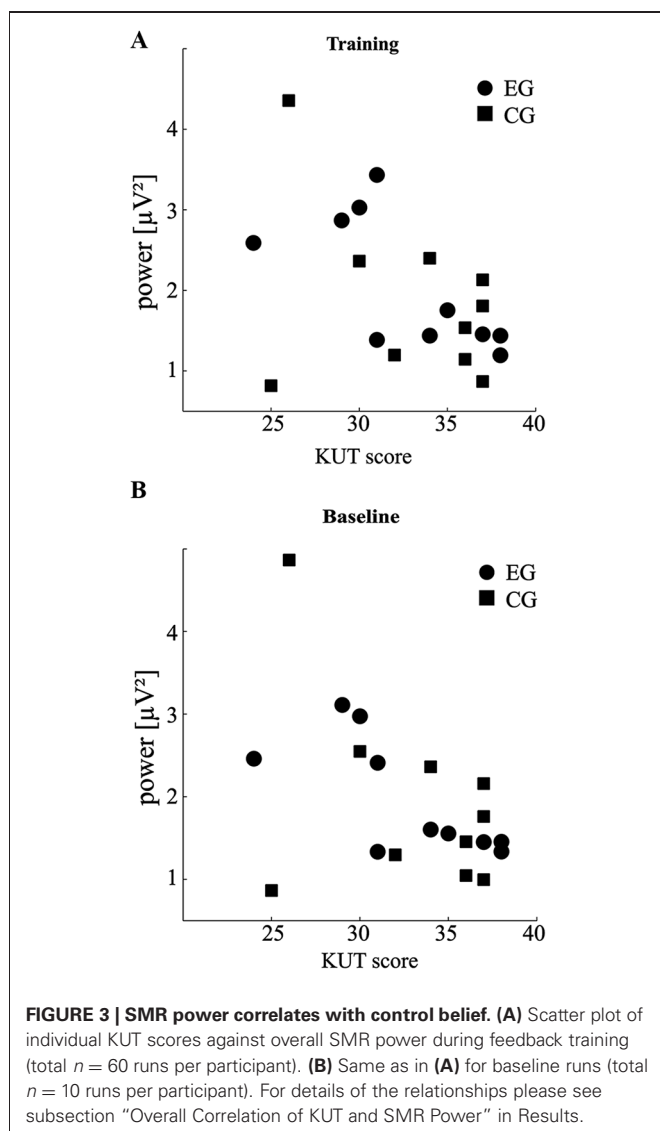 A
Training
EG
CG
4
3
2
1
power [µV²]
25 30 35 40
KUT score
B
Baseline
EG
CG
4
3
2
1
power [µV²]
25 30 35 40
KUT score
FIGURE 3 | SMR power correlates with control belief. (A) Scatter plot of
individual KUT scores against overall SMR power during feedback training
(total n = 60 runs per participant). (B) Same as in (A) for baseline runs (total
n = 10 runs per participant). For details of the relationships please see
subsection “Overall Correlation of KUT and SMR Power” in Results.